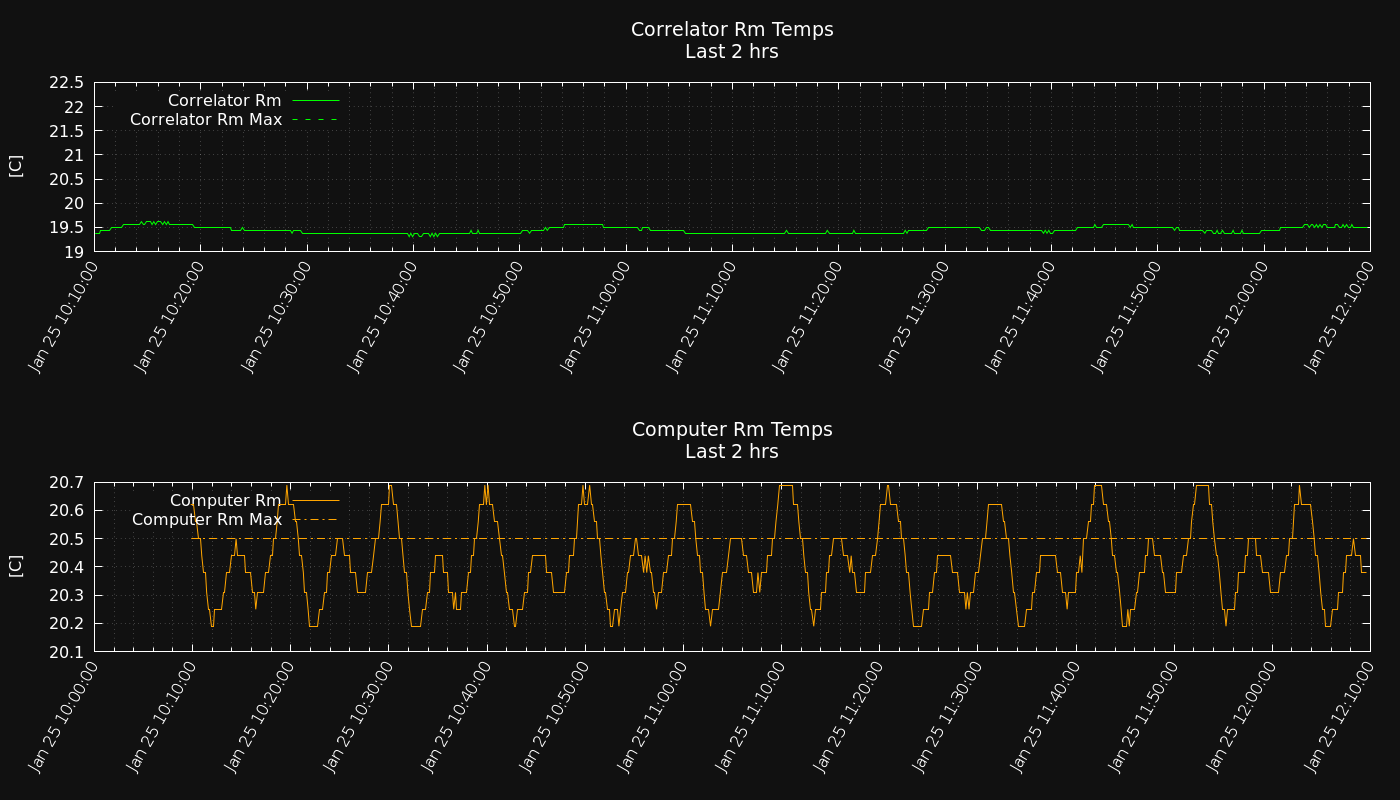 Correlator Rm Temps
Last 2 hrs
22.5
22
21.5
21
20.5
20
19.5
19
[C]
Correlator Rm
Correlator Rm Max
Jan 25 10:10:00
Jan 25 10:20:00
Jan 25 10:30:00
Jan 25 10:40:00
Jan 25 10:50:00
Jan 25 11:00:00
Jan 25 11:10:00
Jan 25 11:20:00
Jan 25 11:30:00
Jan 25 11:40:00
Jan 25 11:50:00
Jan 25 12:00:00
Jan 25 12:10:00
Computer Rm Temps
Last 2 hrs
20.7
20.6
20.5
20.4
20.3
20.2
20.1
[C]
Computer Rm
Computer Rm Max
Jan 25 10:00:00
Jan 25 10:10:00
Jan 25 10:20:00
Jan 25 10:30:00
Jan 25 10:40:00
Jan 25 10:50:00
Jan 25 11:00:00
Jan 25 11:10:00
Jan 25 11:20:00
Jan 25 11:30:00
Jan 25 11:40:00
Jan 25 11:50:00
Jan 25 12:00:00
Jan 25 12:10:00